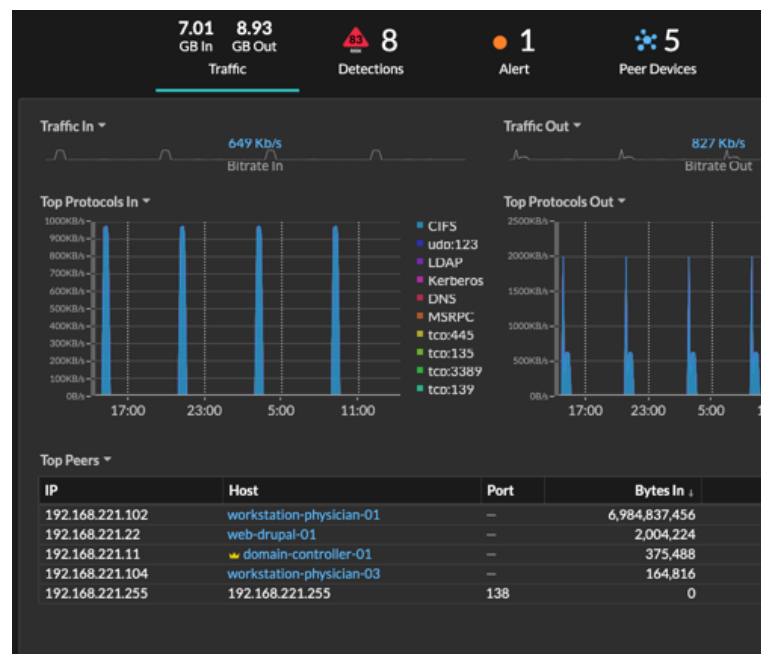 7.01 8.93
GB In GB Out
Traffic
83
RISK
8
Detections
1
Alert
5
Peer Devices
Traffic In
649 Kb/s
Bitrate In
Traffic Out
827 Kb/s
Bitrate Out
Top Protocols In
1000KB/s
900KB/s
800KB/s
700KB/s
600KB/s
500KB/s
400KB/s
300KB/s
200KB/s
100KB/s
0B/s
17:00 23:00 5:00 11:00
CIFS
udp:123
LDAP
Kerberos
DNS
MSRPC
tcp:445
tcp:135
tcp:3389
tcp:139
Top Protocols Out
2500KB/s
2000KB/s
1500KB/s
1000KB/s
500KB/s
0B/s
17:00 23:00 5:00 1
Top Peers
IP Host Port Bytes In ↓
192.168.221.102 workstation-physician-01 — 6,984,837,456
192.168.221.22 web-drupal-01 — 2,004,224
192.168.221.11 domain-controller-01 — 375,488
192.168.221.104 workstation-physician-03 — 164,816
192.168.221.255 192.168.221.255 138 0